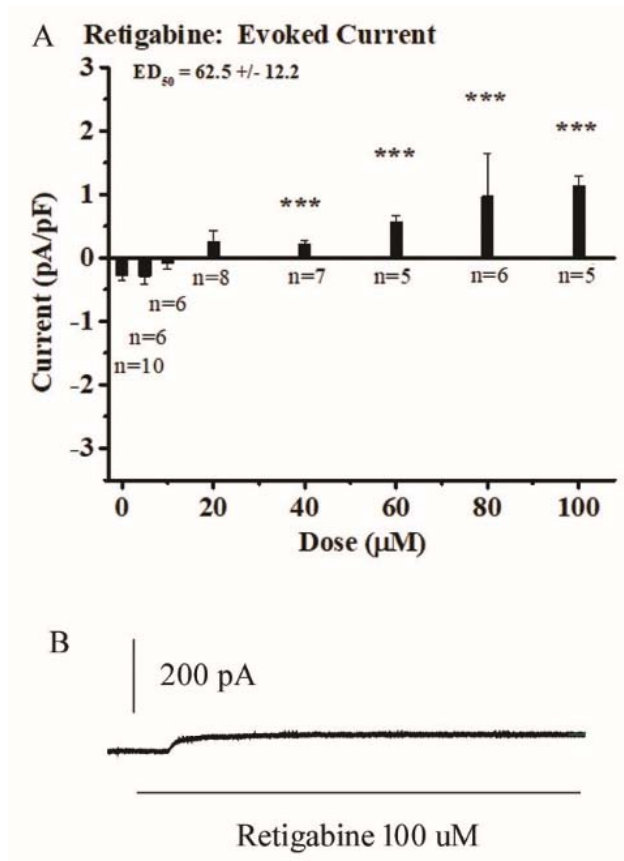 A Retigabine: Evoked Current
ED50 = 62.5 +/- 12.2
3
2
1
0
-1
-2
-3
Current (pA/pF)
***
***
***
***
n=8
n=7
n=5
n=6
n=5
n=6
n=6
n=10
0 20 40 60 80 100
Dose (μM)
B
200 pA
Retigabine 100 uM